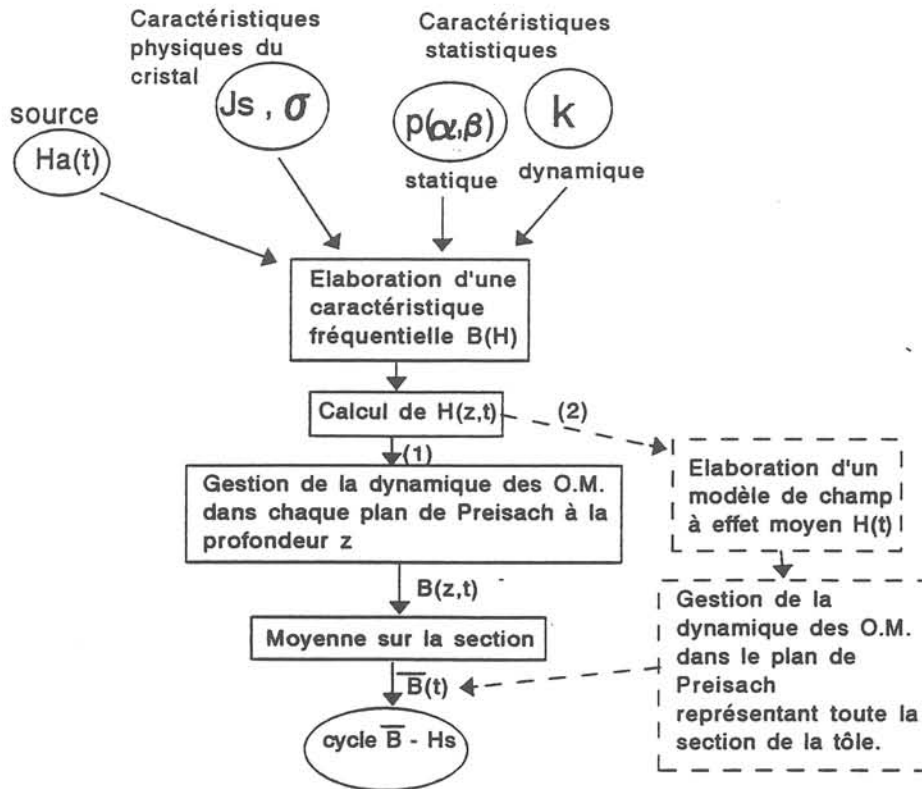 Caractéristiques
physiques du
cristal
Caractéristiques
statistiques
source
Ha(t)
Js , σ
p(α,β)
k
statique
dynamique
Elaboration d'une
caractéristique
fréquentielle B(H)
Calcul de H(z,t)
(2)
(1)
Gestion de la dynamique des O.M.
dans chaque plan de Preisach à la
profondeur z
Elaboration d'un
modèle de champ
à effet moyen H(t)
B(z,t)
Moyenne sur la section
Gestion de la
dynamique des O.M.
dans le plan de
Preisach
représentant toute la
section de la tôle.
B̅(t)
cycle B̅ - Hs